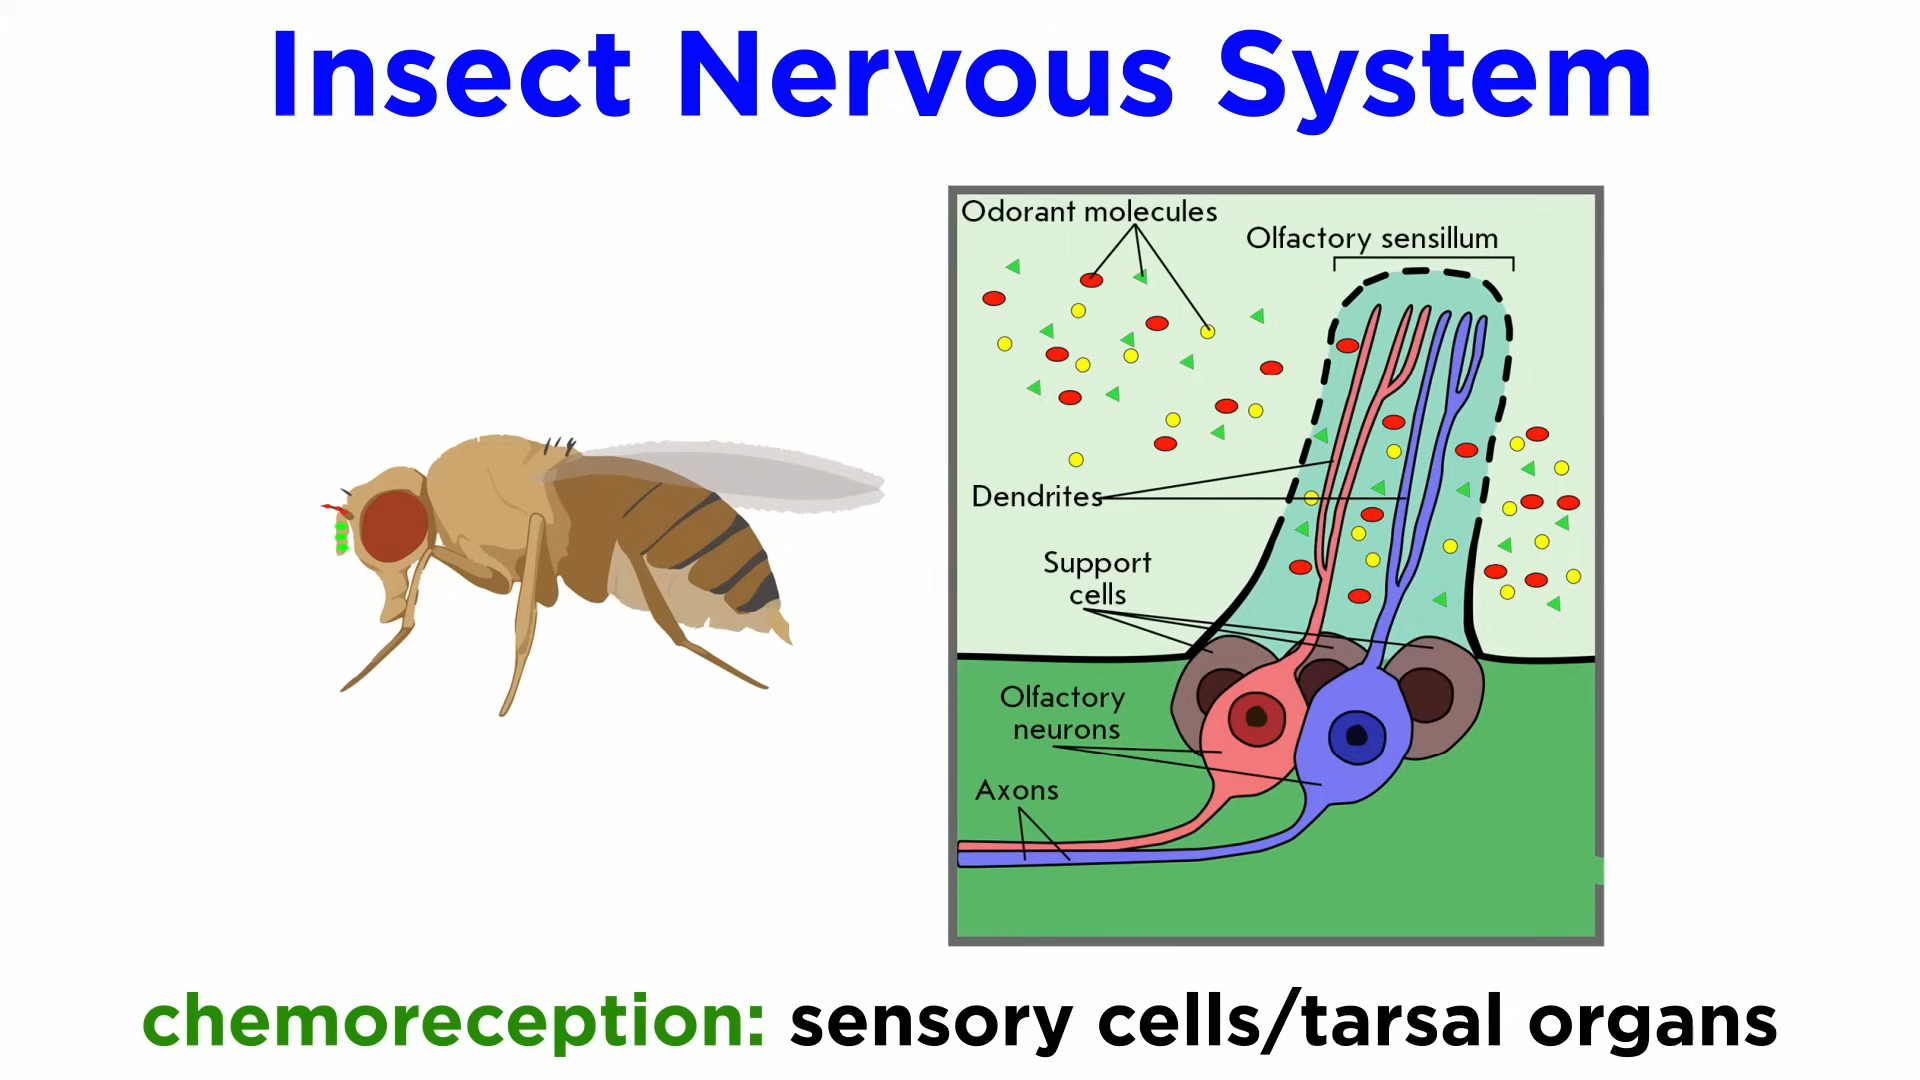 Insect Nervous System
Odorant molecules
Olfactory sensillum
Dendrites
Support
cells
Olfactory
neurons
Axons
chemoreception: sensory cells/tarsal organs